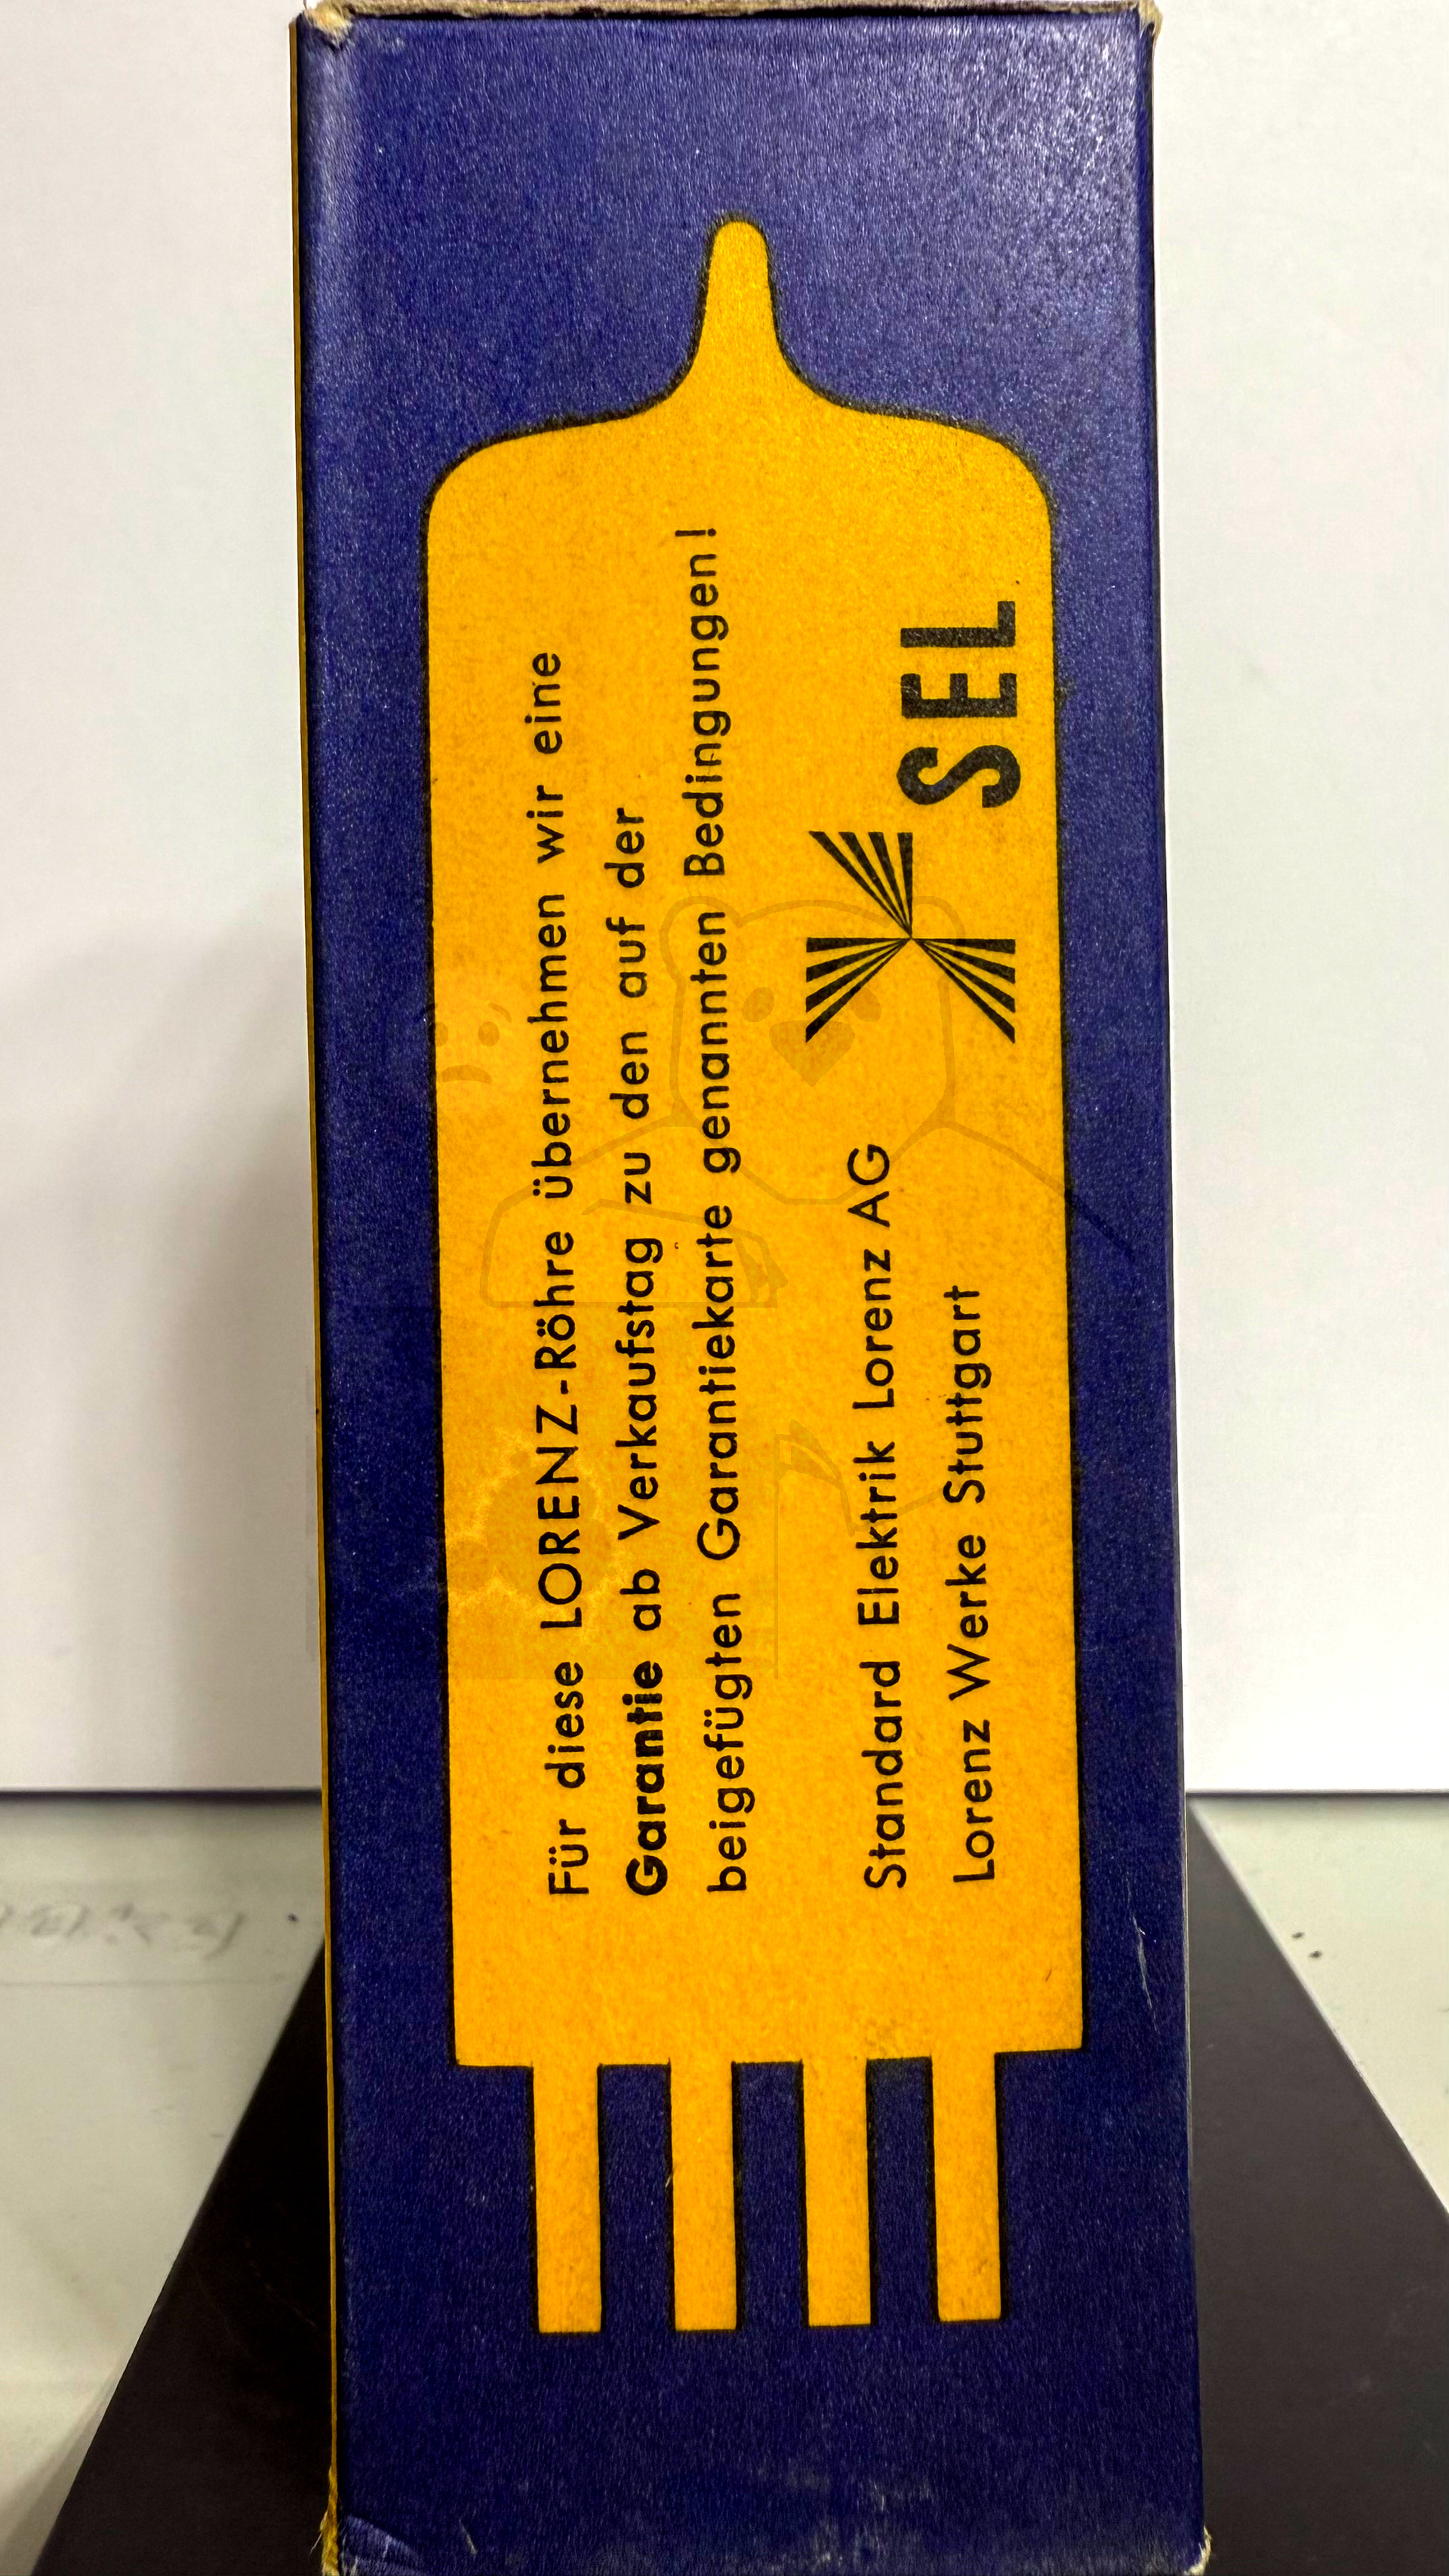 Für diese LORENZ-Röhre übernehmen wir eine
Garantie ab Verkaufstag zu den auf der
beigefügten Garantiekarte genannten Bedingungen!
Standard Elektrik Lorenz AG
Lorenz Werke Stuttgart
SEL